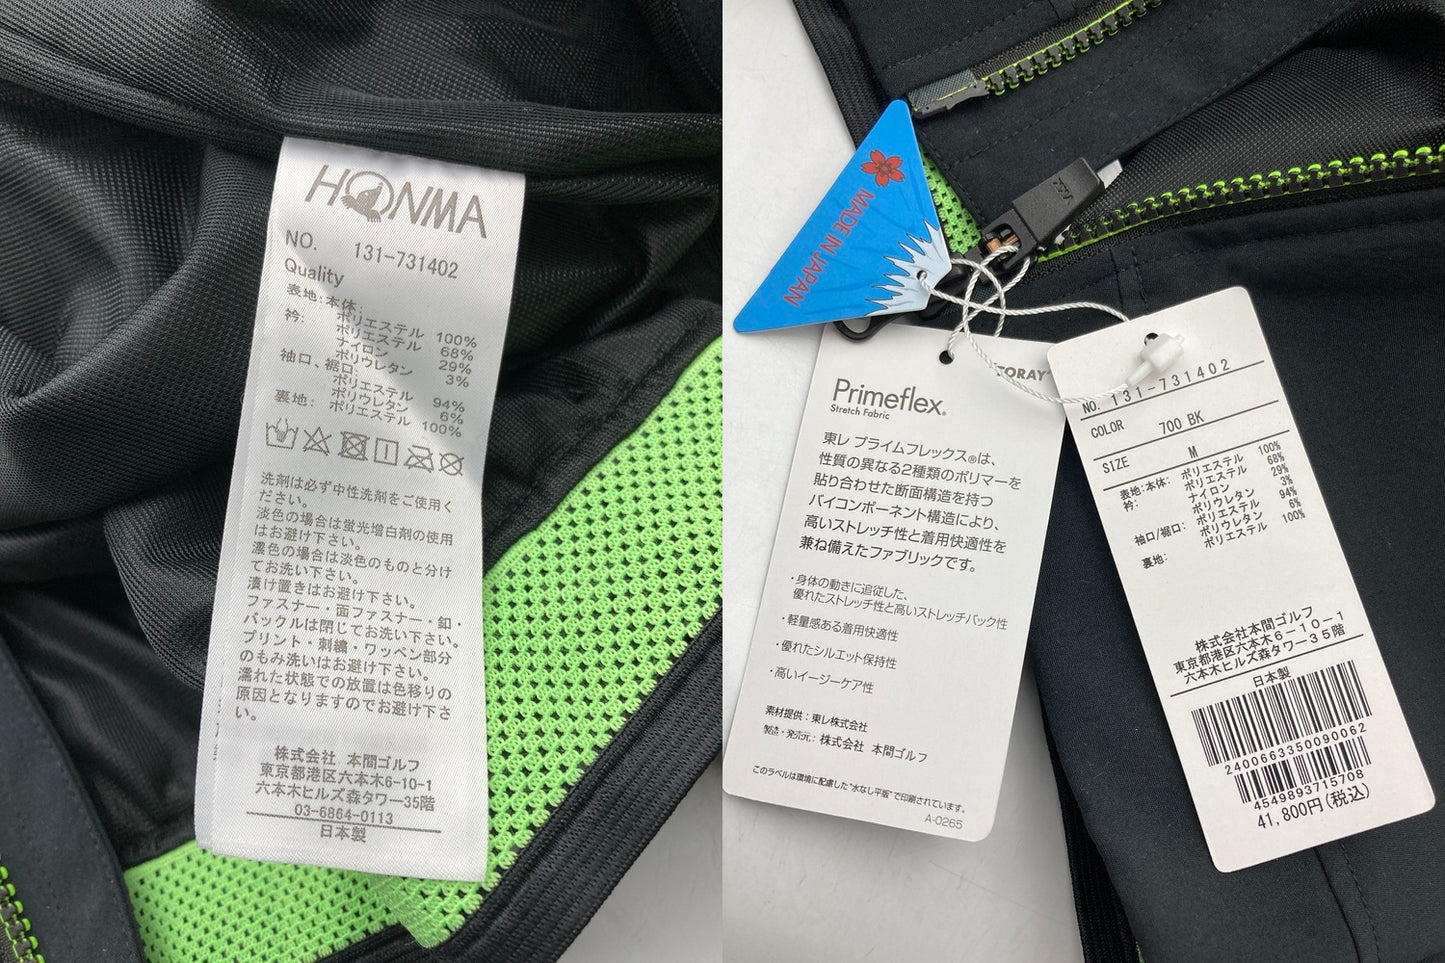 HONMA
NO. 131-731402
Quality
表地:本体:
ポリエステル 100%
衿: ポリエステル 68%
ナイロン 29%
ポリウレタン 3%
袖口、裾口:
ポリエステル 94%
ポリウレタン 6%
裏地: ポリエステル 100%
洗剤は必ず中性洗剤をご使用く
ださい。
淡色の場合は蛍光増白剤の使用
はお避け下さい。
濃色の場合は淡色のものと分け
てお洗い下さい。
漬け置きはお避け下さい。
ファスナー・面ファスナー・釦・
バックルは閉じてお洗い下さい。
プリント・刺繍・ワッペン部分
のもみ洗いはお避け下さい。
濡れた状態での放置は色移りの
原因となりますのでお避け下さ
い。
株式会社 本間ゴルフ
東京都港区六本木6-10-1
六本木ヒルズ森タワー35階
03-6864-0113
日本製
MADE IN JAPAN
TORAY
Primeflex®
Stretch Fabric
東レ プライムフレックス®は、
性質の異なる2種類のポリマーを
貼り合わせた断面構造を持つ
バイコンポーネント構造により、
高いストレッチ性と着用快適性を
兼ね備えたファブリックです。
・身体の動きに追従した、
優れたストレッチ性と高いストレッチバック性
・軽量感ある着用快適性
・優れたシルエット保持性
・高いイージーケア性
素材提供：東レ株式会社
製造・発売元：株式会社 本間ゴルフ
このラベルは環境に配慮した"水なし平版"で印刷されています。
A-0265
NO. 131-731402
COLOR 700 BK
SIZE M
表地:本体: ポリエステル 100%
衿: ポリエステル 68%
ナイロン 29%
ポリウレタン 3%
袖口/裾口: ポリエステル 94%
ポリウレタン 6%
裏地: ポリエステル 100%
株式会社本間ゴルフ
東京都港区六本木6-10-1
六本木ヒルズ森タワー35階
日本製
2400663350090062
4549893715708
41,800円(税込)